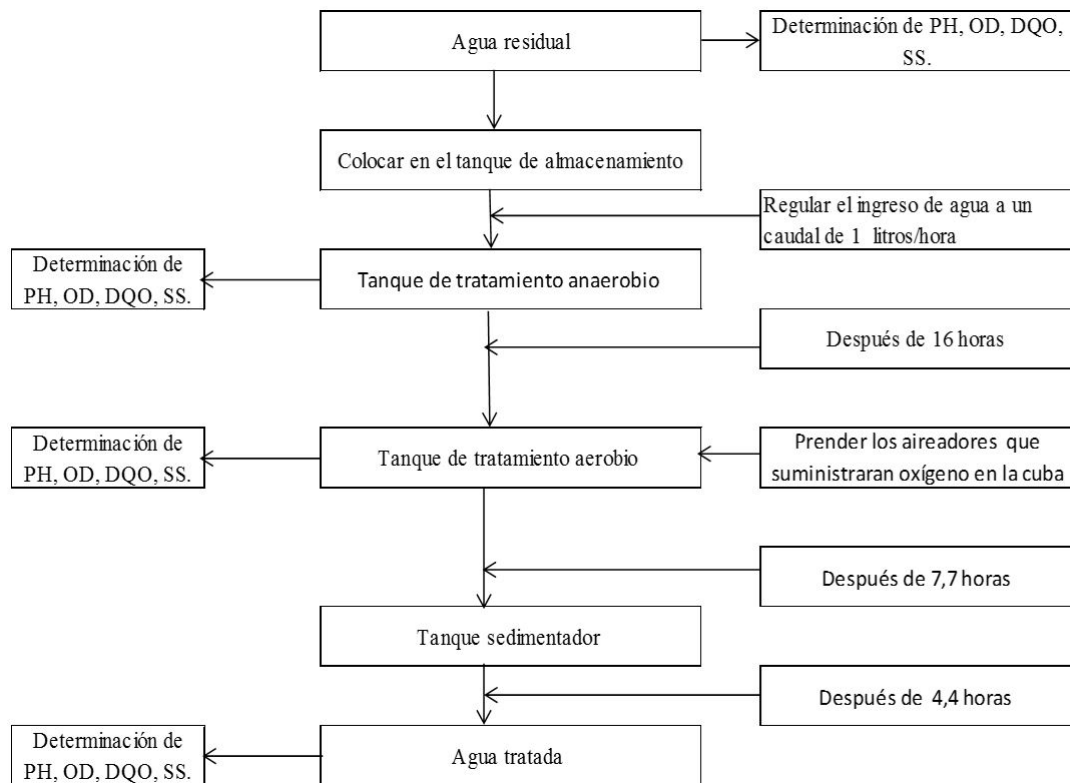 Agua residual
Determinación de PH, OD, DQO,
SS.
Colocar en el tanque de almacenamiento
Regular el ingreso de agua a un
caudal de 1 litros/hora
Determinación de
PH, OD, DQO, SS.
Tanque de tratamiento anaerobio
Después de 16 horas
Determinación de
PH, OD, DQO, SS.
Tanque de tratamiento aerobio
Prender los aireadores que
suministraran oxígeno en la cuba
Después de 7,7 horas
Tanque sedimentador
Después de 4,4 horas
Determinación de
PH, OD, DQO, SS.
Agua tratada